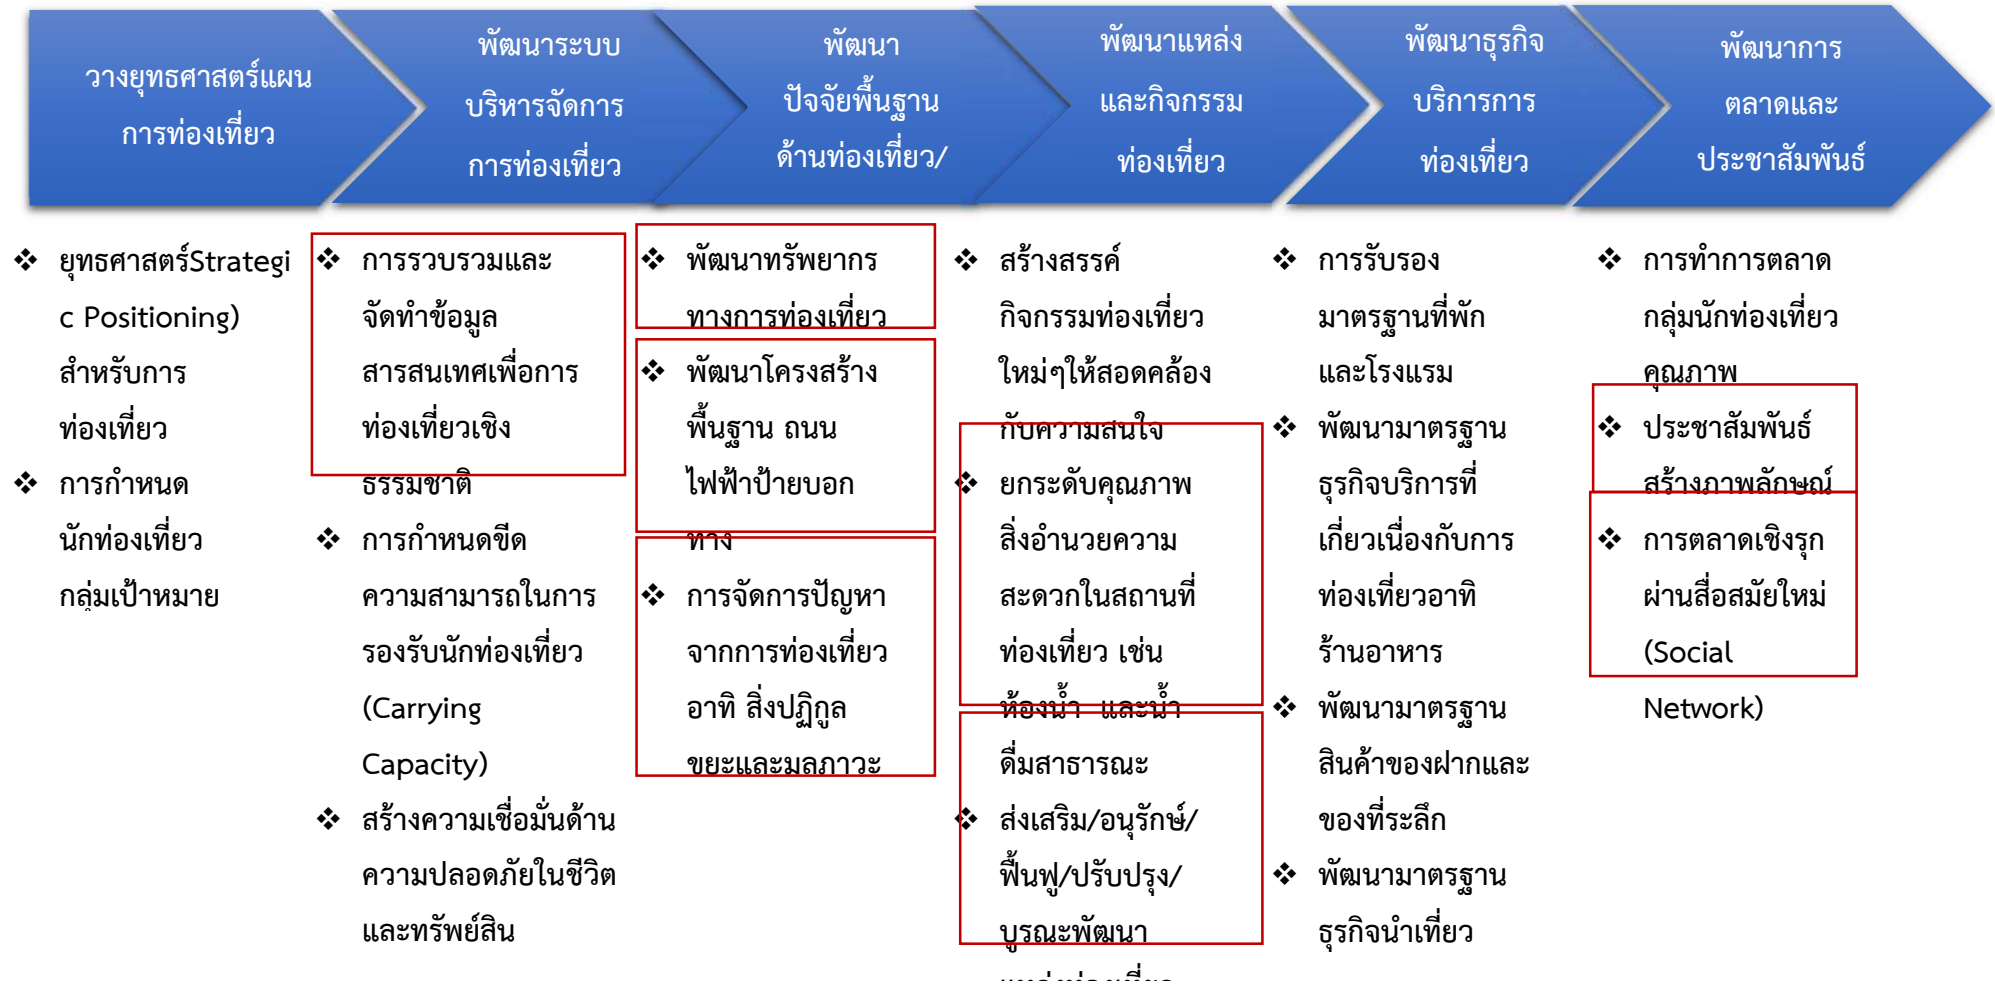 วางยุทธศาสตร์แผน
การท่องเที่ยว
พัฒนาระบบ
บริหารจัดการ
การท่องเที่ยว
พัฒนา
ปัจจัยพื้นฐาน
ด้านท่องเที่ยว/
พัฒนาแหล่ง
และกิจกรรม
ท่องเที่ยว
พัฒนาธุรกิจ
บริการการ
ท่องเที่ยว
พัฒนาการ
ตลาดและ
ประชาสัมพันธ์
❖ ยุทธศาสตร์Strategi
c Positioning)
สำหรับการ
ท่องเที่ยว
❖ การกำหนด
นักท่องเที่ยว
กลุ่มเป้าหมาย
❖ การรวบรวมและ
จัดทำข้อมูล
สารสนเทศเพื่อการ
ท่องเที่ยวเชิง
ธรรมชาติ
❖ การกำหนดขีด
ความสามารถในการ
รองรับนักท่องเที่ยว
(Carrying
Capacity)
❖ สร้างความเชื่อมั่นด้าน
ความปลอดภัยในชีวิต
และทรัพย์สิน
❖ พัฒนาทรัพยากร
ทางการท่องเที่ยว
❖ พัฒนาโครงสร้าง
พื้นฐาน ถนน
ไฟฟ้าป้ายบอก
ทาง
❖ การจัดการปัญหา
จากการท่องเที่ยว
อาทิ สิ่งปฏิกูล
ขยะและมลภาวะ
❖ สร้างสรรค์
กิจกรรมท่องเที่ยว
ใหม่ๆให้สอดคล้อง
กับความสนใจ
❖ ยกระดับคุณภาพ
สิ่งอำนวยความ
สะดวกในสถานที่
ท่องเที่ยว เช่น
ห้องน้ำ และน้ำ
ดื่มสาธารณะ
❖ ส่งเสริม/อนุรักษ์/
ฟื้นฟู/ปรับปรุง/
บูรณะพัฒนา
❖ การรับรอง
มาตรฐานที่พัก
และโรงแรม
❖ พัฒนามาตรฐาน
ธุรกิจบริการที่
เกี่ยวเนื่องกับการ
ท่องเที่ยวอาทิ
ร้านอาหาร
❖ พัฒนามาตรฐาน
สินค้าของฝากและ
ของที่ระลึก
❖ พัฒนามาตรฐาน
ธุรกิจนำเที่ยว
❖ การทำการตลาด
กลุ่มนักท่องเที่ยว
คุณภาพ
❖ ประชาสัมพันธ์
สร้างภาพลักษณ์
❖ การตลาดเชิงรุก
ผ่านสื่อสมัยใหม่
(Social
Network)